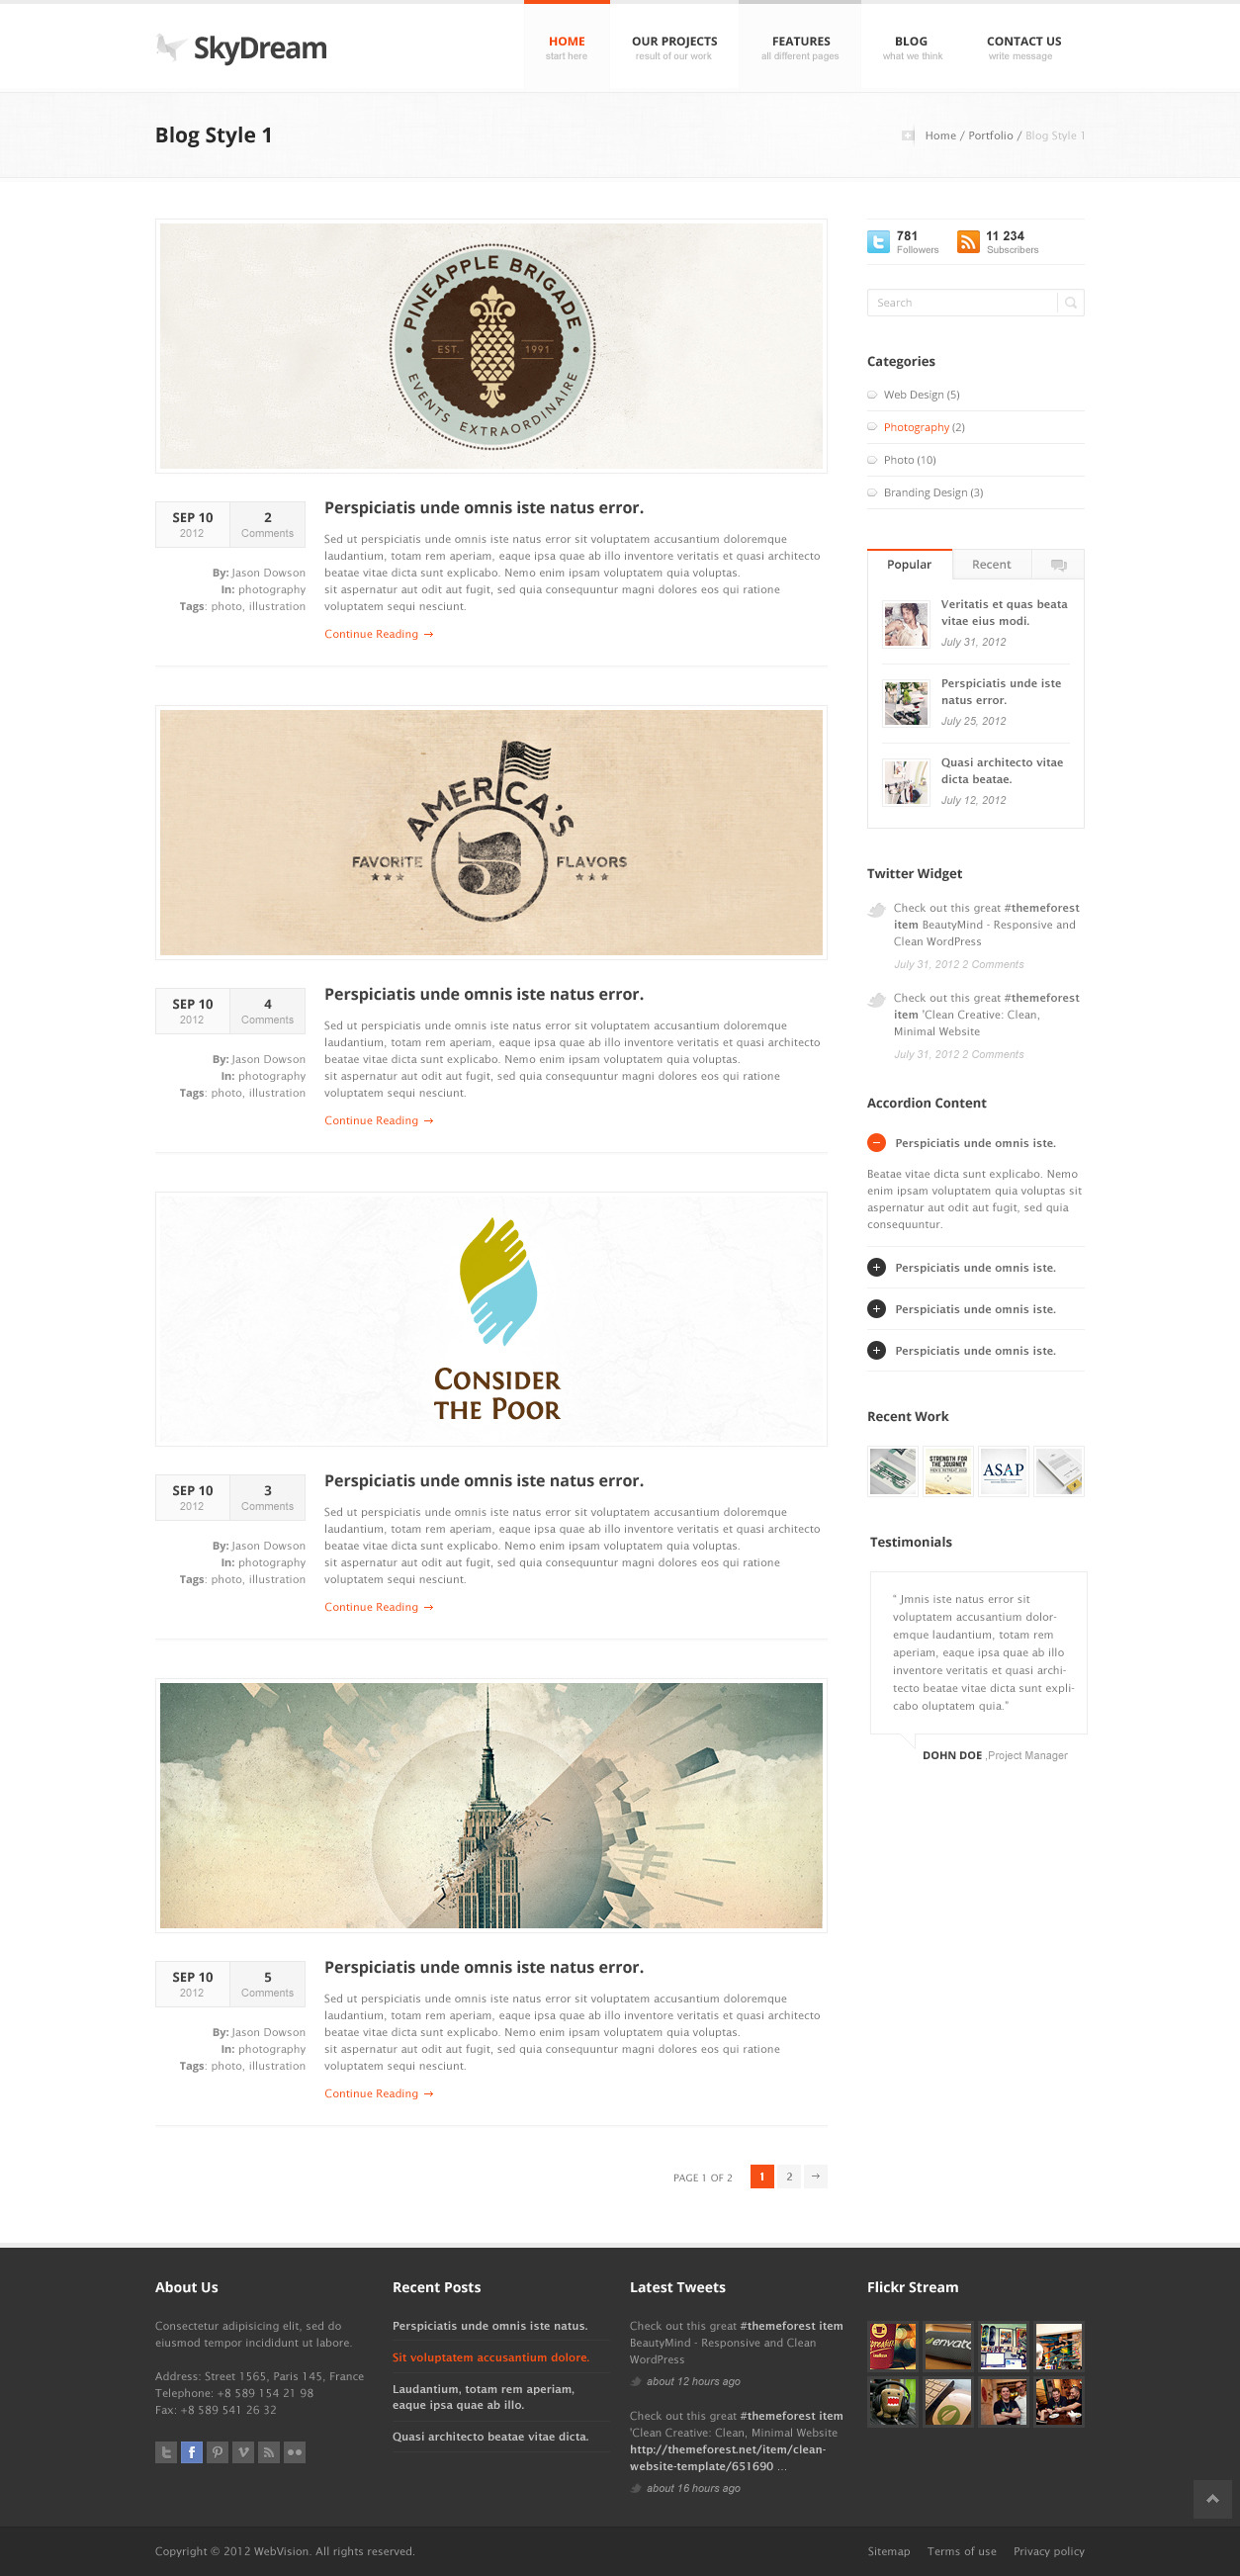 SkyDream
HOME
start here
OUR PROJECTS
result of our work
FEATURES
all different pages
BLOG
what we think
CONTACT US
write message
Blog Style 1
Home / Portfolio / Blog Style 1
PINEAPPLE BRIGADE
EST. 1991
EVENTS EXTRAORDINAIRE
SEP 10
2012
2
Comments
By: Jason Dowson
In: photography
Tags: photo, illustration
Perspiciatis unde omnis iste natus error.
Sed ut perspiciatis unde omnis iste natus error sit voluptatem accusantium doloremque
laudantium, totam rem aperiam, eaque ipsa quae ab illo inventore veritatis et quasi architecto
beatae vitae dicta sunt explicabo. Nemo enim ipsam voluptatem quia voluptas.
sit aspernatur aut odit aut fugit, sed quia consequuntur magni dolores eos qui ratione
voluptatem sequi nesciunt.
Continue Reading →
AMERICA'S
FAVORITE 5 FLAVORS
SEP 10
2012
4
Comments
By: Jason Dowson
In: photography
Tags: photo, illustration
Perspiciatis unde omnis iste natus error.
Sed ut perspiciatis unde omnis iste natus error sit voluptatem accusantium doloremque
laudantium, totam rem aperiam, eaque ipsa quae ab illo inventore veritatis et quasi architecto
beatae vitae dicta sunt explicabo. Nemo enim ipsam voluptatem quia voluptas.
sit aspernatur aut odit aut fugit, sed quia consequuntur magni dolores eos qui ratione
voluptatem sequi nesciunt.
Continue Reading →
CONSIDER
THE POOR
SEP 10
2012
3
Comments
By: Jason Dowson
In: photography
Tags: photo, illustration
Perspiciatis unde omnis iste natus error.
Sed ut perspiciatis unde omnis iste natus error sit voluptatem accusantium doloremque
laudantium, totam rem aperiam, eaque ipsa quae ab illo inventore veritatis et quasi architecto
beatae vitae dicta sunt explicabo. Nemo enim ipsam voluptatem quia voluptas.
sit aspernatur aut odit aut fugit, sed quia consequuntur magni dolores eos qui ratione
voluptatem sequi nesciunt.
Continue Reading →
SEP 10
2012
5
Comments
By: Jason Dowson
In: photography
Tags: photo, illustration
Perspiciatis unde omnis iste natus error.
Sed ut perspiciatis unde omnis iste natus error sit voluptatem accusantium doloremque
laudantium, totam rem aperiam, eaque ipsa quae ab illo inventore veritatis et quasi architecto
beatae vitae dicta sunt explicabo. Nemo enim ipsam voluptatem quia voluptas.
sit aspernatur aut odit aut fugit, sed quia consequuntur magni dolores eos qui ratione
voluptatem sequi nesciunt.
Continue Reading →
PAGE 1 OF 2 1 2 →
781
Followers
11 234
Subscribers
Search
Categories
Web Design (5)
Photography (2)
Photo (10)
Branding Design (3)
Popular Recent
Veritatis et quas beata
vitae eius modi.
July 31, 2012
Perspiciatis unde iste
natus error.
July 25, 2012
Quasi architecto vitae
dicta beatae.
July 12, 2012
Twitter Widget
Check out this great #themeforest
item BeautyMind - Responsive and
Clean WordPress
July 31, 2012 2 Comments
Check out this great #themeforest
item 'Clean Creative: Clean,
Minimal Website
July 31, 2012 2 Comments
Accordion Content
Perspiciatis unde omnis iste.
Beatae vitae dicta sunt explicabo. Nemo
enim ipsam voluptatem quia voluptas sit
aspernatur aut odit aut fugit, sed quia
consequuntur.
Perspiciatis unde omnis iste.
Perspiciatis unde omnis iste.
Perspiciatis unde omnis iste.
Recent Work
STRENGTH FOR
THE JOURNEY
ASAP
Testimonials
" Jmnis iste natus error sit
voluptatem accusantium dolor-
emque laudantium, totam rem
aperiam, eaque ipsa quae ab illo
inventore veritatis et quasi archi-
tecto beatae vitae dicta sunt expli-
cabo oluptatem quia."
DOHN DOE ,Project Manager
About Us
Consectetur adipisicing elit, sed do
eiusmod tempor incididunt ut labore.
Address: Street 1565, Paris 145, France
Telephone: +8 589 154 21 98
Fax: +8 589 541 26 32
Recent Posts
Perspiciatis unde omnis iste natus.
Sit voluptatem accusantium dolore.
Laudantium, totam rem aperiam,
eaque ipsa quae ab illo.
Quasi architecto beatae vitae dicta.
Latest Tweets
Check out this great #themeforest item
BeautyMind - Responsive and Clean
WordPress
about 12 hours ago
Check out this great #themeforest item
'Clean Creative: Clean, Minimal Website
http://themeforest.net/item/clean-
website-template/651690 ...
about 16 hours ago
Flickr Stream
envato
Copyright © 2012 WebVision. All rights reserved.
Sitemap Terms of use Privacy policy